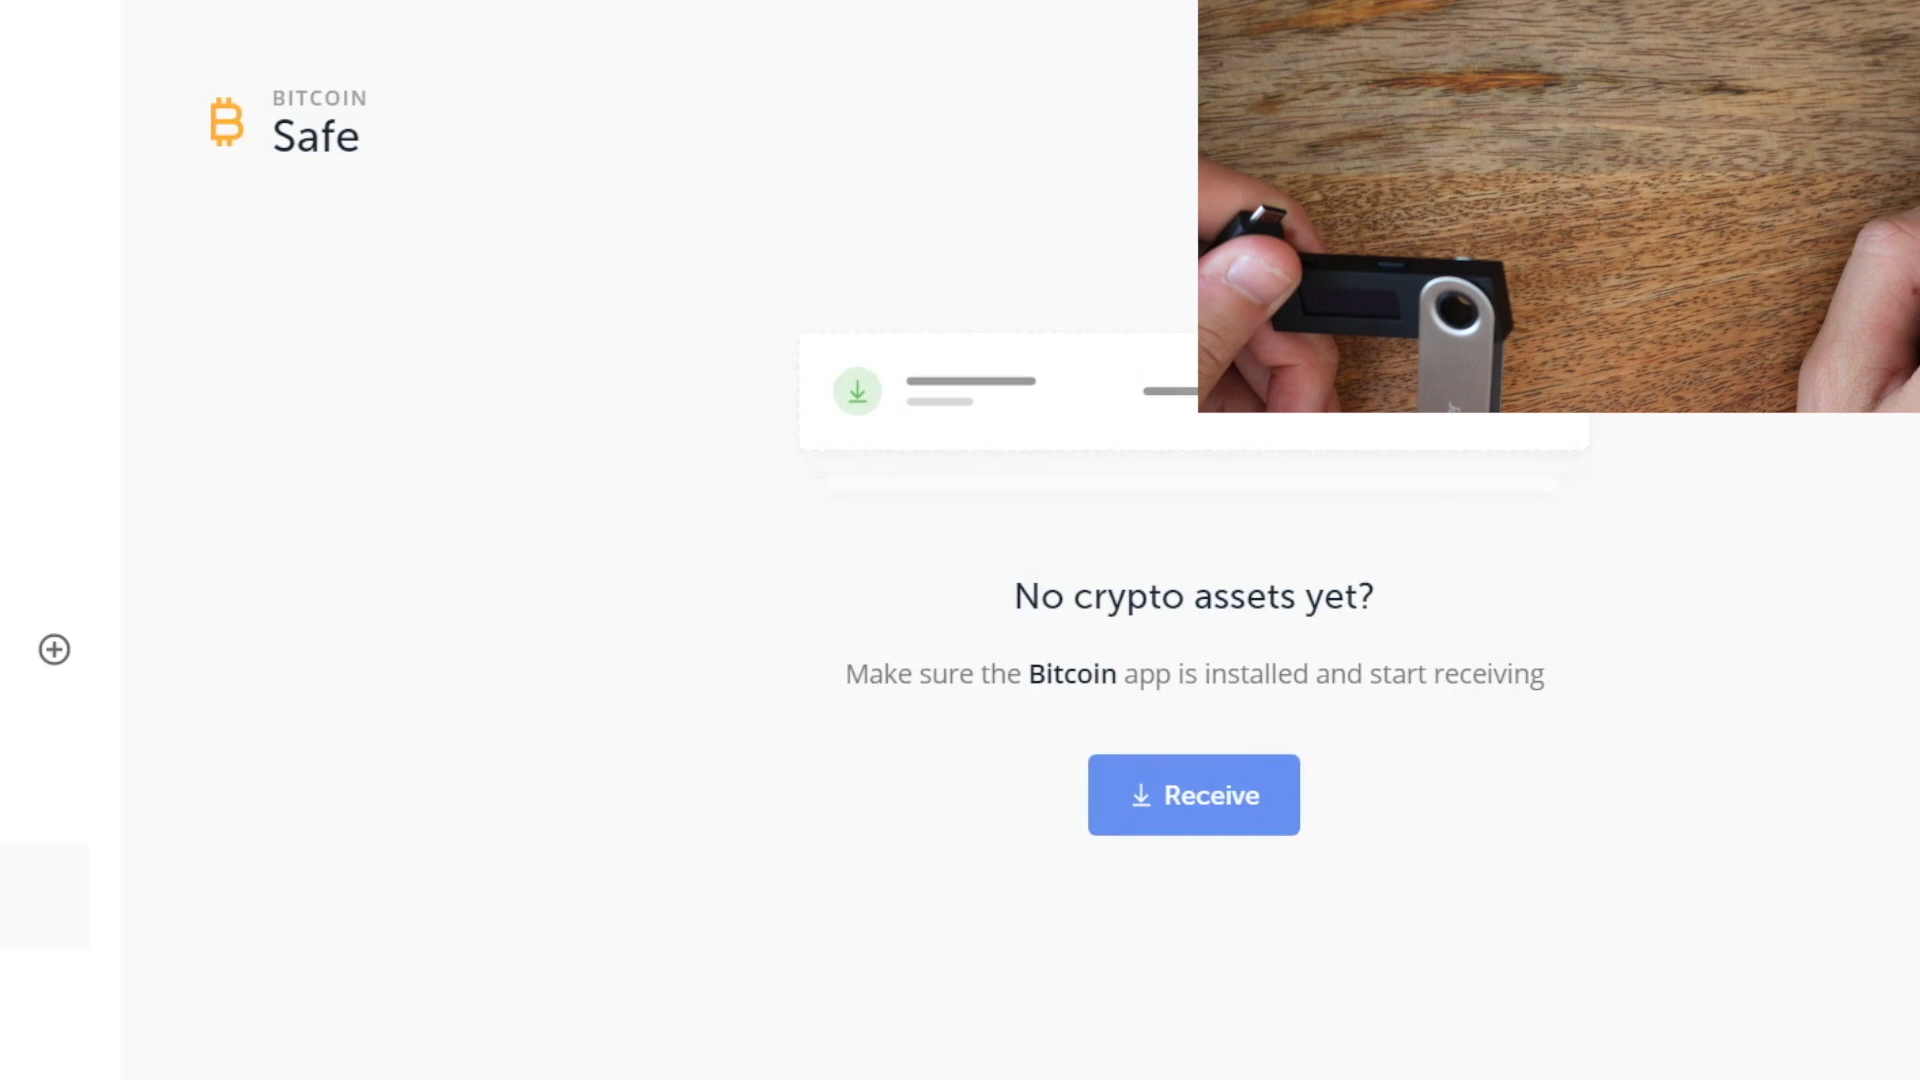 BITCOIN
Safe
No crypto assets yet?
Make sure the Bitcoin app is installed and start receiving
Receive